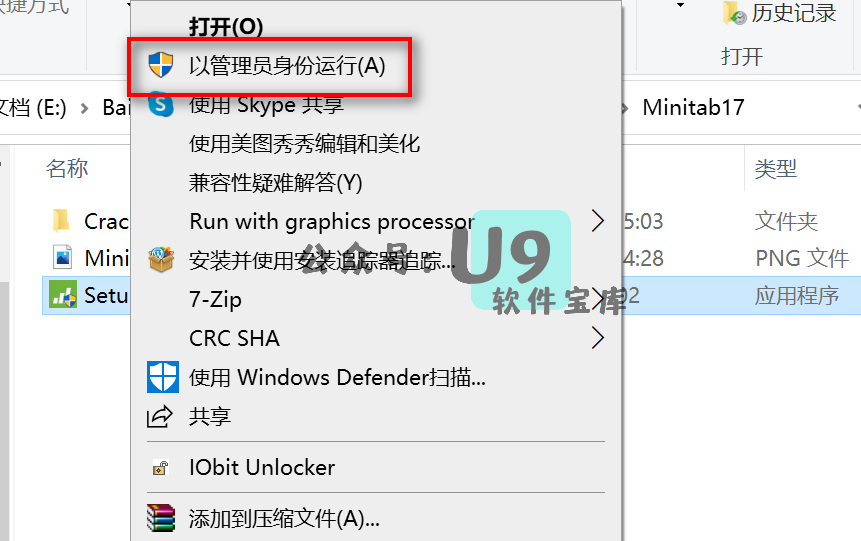 快捷方式
历史记录
打开
文档 (E:)
Bai
Minitab17
名称
类型
Crac
5:03
文件夹
Mini
4:28
PNG 文件
Setu
02
应用程序
打开(O)
以管理员身份运行(A)
使用 Skype 共享
使用美图秀秀编辑和美化
兼容性疑难解答(Y)
Run with graphics processor
安装并使用安装追踪器追踪...
7-Zip
CRC SHA
使用 Windows Defender扫描...
共享
IObit Unlocker
添加到压缩文件(A)...
公众号:U9
软件宝库